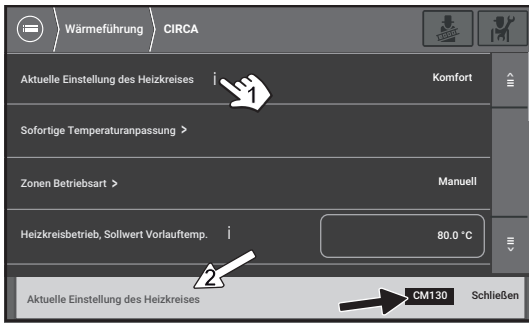 Wärmeführung CIRCA
Aktuelle Einstellung des Heizkreises i Komfort
1
Sofortige Temperaturanpassung >
Zonen Betriebsart > Manuell
Heizkreisbetrieb, Sollwert Vorlauftemp. i 80.0 °C
2
Aktuelle Einstellung des Heizkreises CM130 Schließen